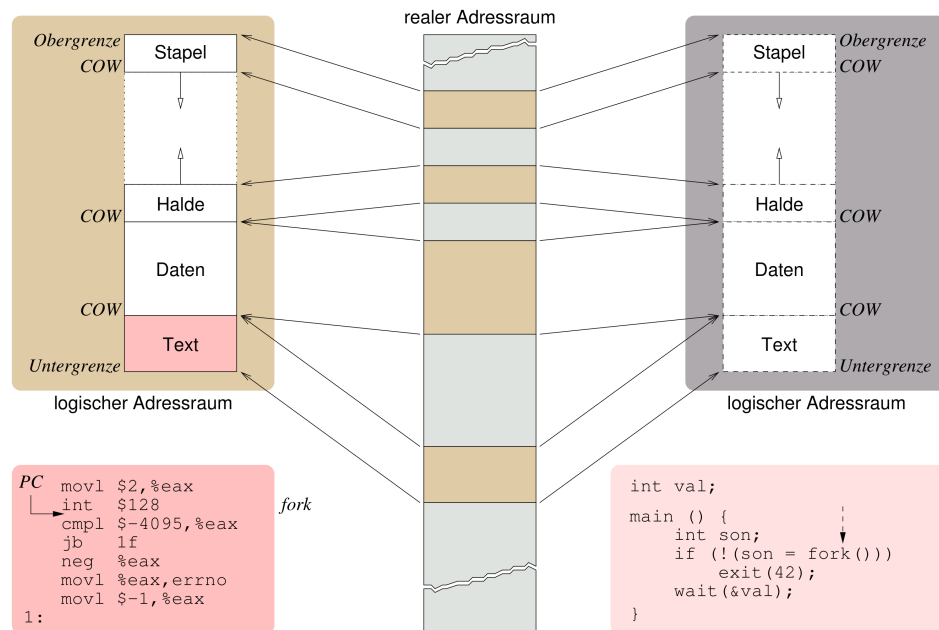 realer Adressraum
Obergrenze
Stapel
COW
Halde
COW
Daten
COW
Text
Untergrenze
logischer Adressraum
Stapel
Obergrenze
COW
Halde
COW
Daten
COW
Text
Untergrenze
logischer Adressraum
PC
movl $2,%eax
int $128
cmpl $-4095,%eax
jb 1f
neg %eax
movl %eax,errno
movl $-1,%eax
1:
fork
int val;
main () {
int son;
if (!(son = fork()))
exit(42);
wait(&val);
}